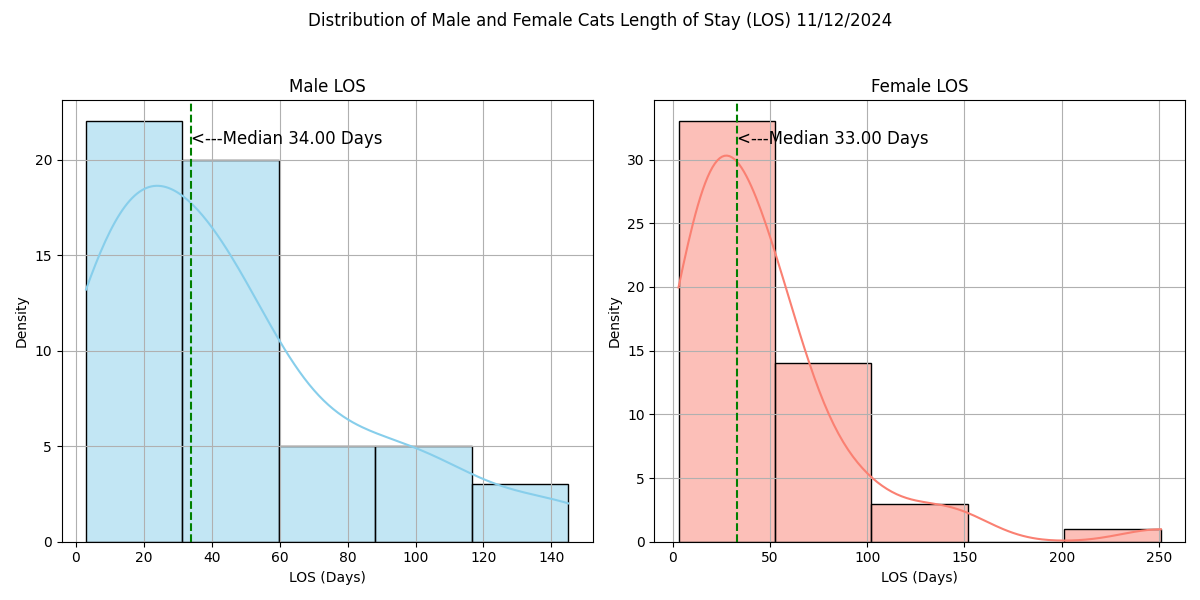 Distribution of Male and Female Cats Length of Stay (LOS) 11/12/2024
Male LOS
<---Median 34.00 Days
Density
20
15
10
5
0
0 20 40 60 80 100 120 140
LOS (Days)
Female LOS
<---Median 33.00 Days
Density
30
25
20
15
10
5
0
0 50 100 150 200 250
LOS (Days)